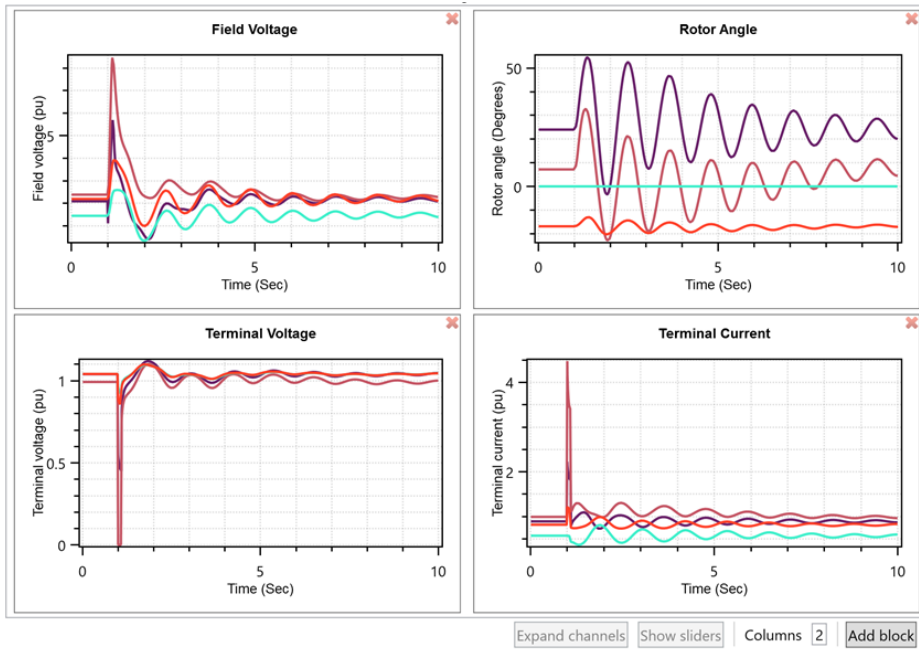 Field Voltage
Field voltage (pu)
5
0
5
10
Time (Sec)
Rotor Angle
Rotor angle (Degrees)
50
0
0
5
10
Time (Sec)
Terminal Voltage
Terminal voltage (pu)
1
0.5
0
0
5
10
Time (Sec)
Terminal Current
Terminal current (pu)
4
2
0
5
10
Time (Sec)
Expand channels Show sliders Columns 2 Add block